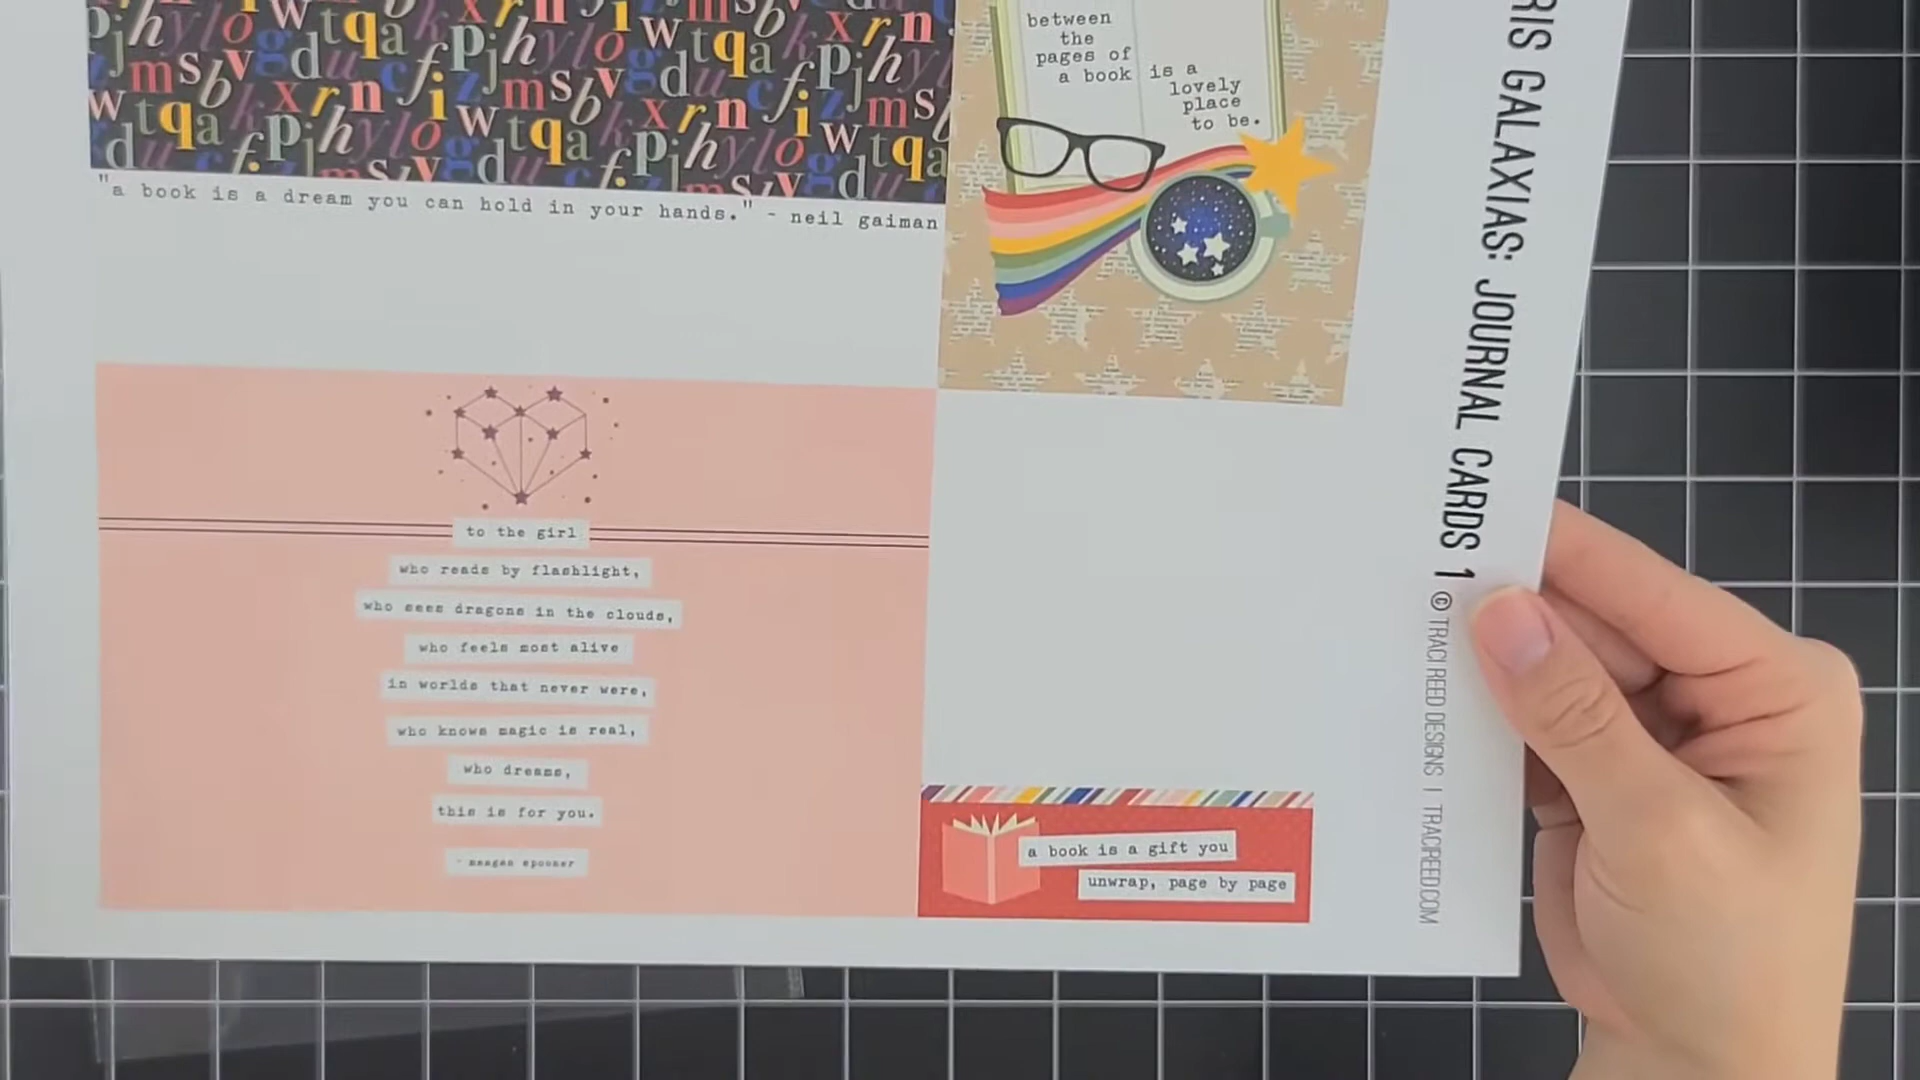 between
the
pages of
a book
is a
lovely
place
to be.
"a book is a dream you can hold in your hands." - neil gaiman
to the girl
who reads by flashlight,
who sees dragons in the clouds,
who feels most alive
in worlds that never were,
who knows magic is real,
who dreams,
this is for you.
- meagan spooner
a book is a gift you
unwrap, page by page
RIS GALAXIAS: JOURNAL CARDS 1 © TRACI REED DESIGNS | TRACIREED.COM